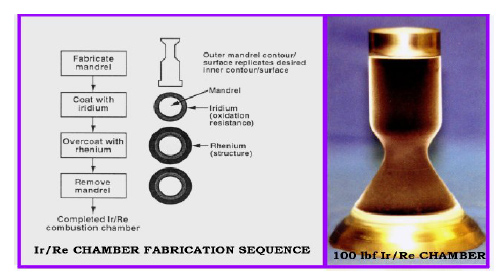 Fabricate
mandrel
Coat with
iridium
Overcoat with
rhenium
Remove
mandrel
Completed Ir/Re
combustion chamber
Outer mandrel contour/
surface replicates desired
inner contour/surface
Mandrel
Iridium
(oxidation
resistance)
Rhenium
(structure)
Ir/Re CHAMBER FABRICATION SEQUENCE
100 lbf Ir/Re CHAMBER